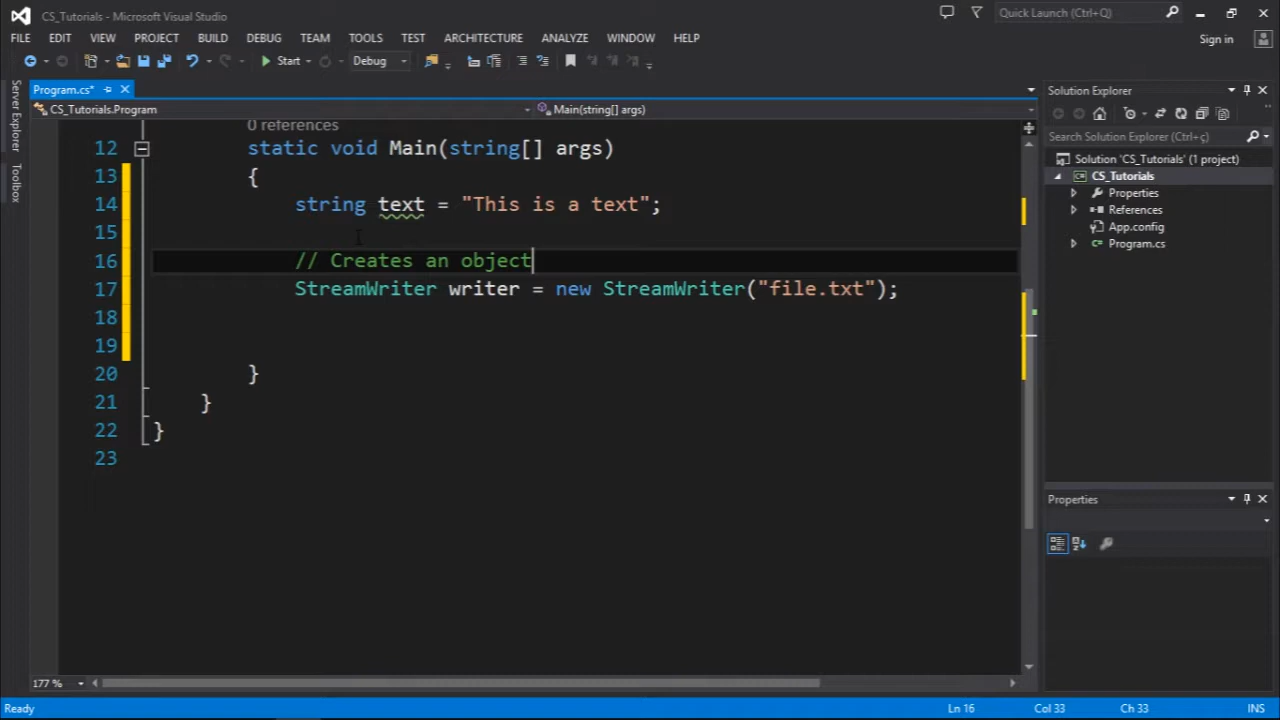 CS_Tutorials - Microsoft Visual Studio
Quick Launch (Ctrl+Q)
FILE EDIT VIEW PROJECT BUILD DEBUG TEAM TOOLS TEST ARCHITECTURE ANALYZE WINDOW HELP
Sign in
Start Debug
Program.cs*
CS_Tutorials.Program
Main(string[] args)
Server Explorer
Toolbox
0 references
12 static void Main(string[] args)
13 {
14 string text = "This is a text";
15
16 // Creates an object
17 StreamWriter writer = new StreamWriter("file.txt");
18
19
20 }
21 }
22 }
23
177 %
Solution Explorer
Search Solution Explorer (Ctrl+ç)
Solution 'CS_Tutorials' (1 project)
CS_Tutorials
Properties
References
App.config
Program.cs
Properties
Ready
Ln 16 Col 33 Ch 33 INS